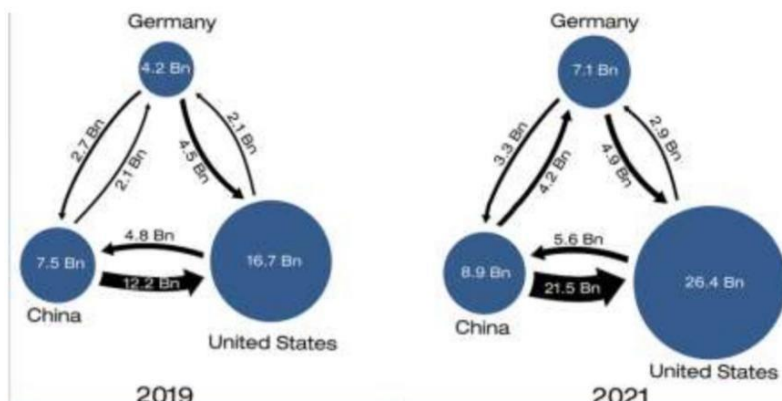 Germany
4.2 Bn
2.7 Bn
2.1 Bn
4.5 Bn
2.1 Bn
4.8 Bn
7.5 Bn
12.2 Bn
16.7 Bn
China
United States
2019
Germany
7.1 Bn
3.3 Bn
4.2 Bn
4.9 Bn
2.9 Bn
5.6 Bn
8.9 Bn
21.5 Bn
26.4 Bn
China
United States
2021